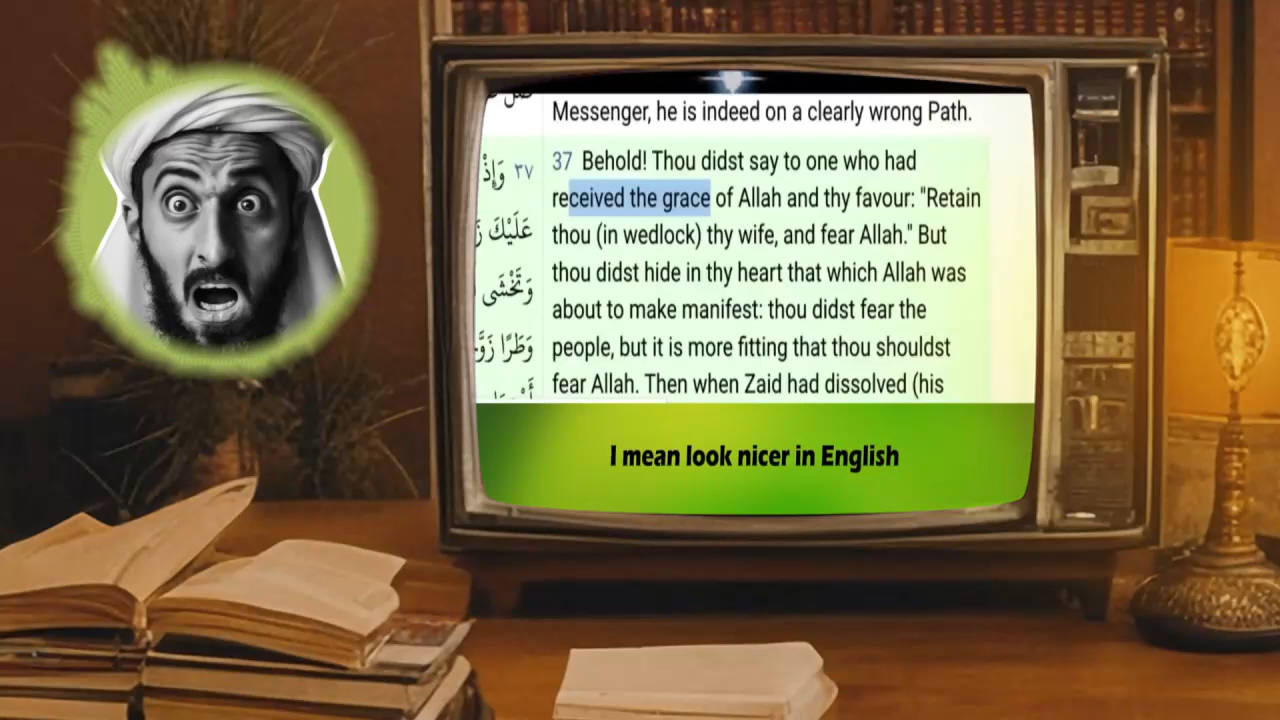 Messenger, he is indeed on a clearly wrong Path.
37 Behold! Thou didst say to one who had
received the grace of Allah and thy favour: "Retain
thou (in wedlock) thy wife, and fear Allah." But
thou didst hide in thy heart that which Allah was
about to make manifest: thou didst fear the
people, but it is more fitting that thou shouldst
fear Allah. Then when Zaid had dissolved (his
٣٧ وَإِذْ
عَلَيْكَ
وَتَخْشَى
وَطَرًا
I mean look nicer in English